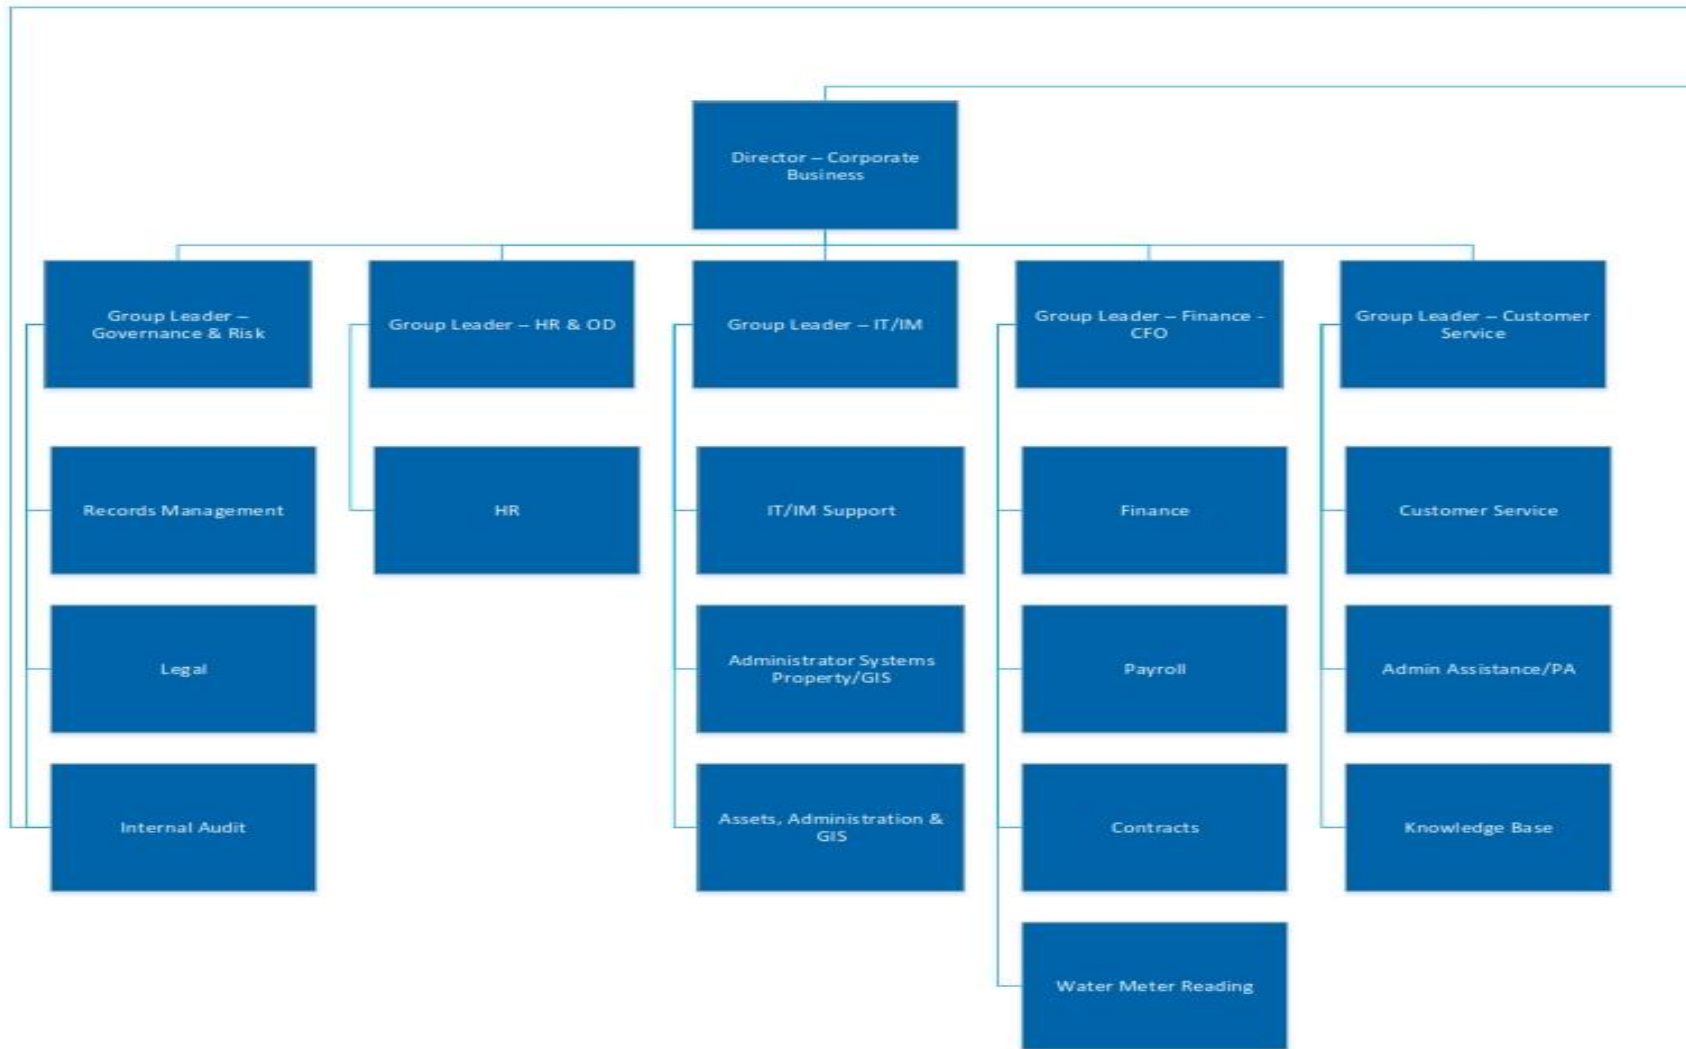 Director – Corporate
Business
Group Leader –
Governance & Risk
Group Leader – HR & OD
Group Leader – IT/IM
Group Leader – Finance -
CFO
Group Leader – Customer
Service
Records Management
HR
IT/IM Support
Finance
Customer Service
Legal
Administrator Systems
Property/GIS
Payroll
Admin Assistance/PA
Internal Audit
Assets, Administration &
GIS
Contracts
Knowledge Base
Water Meter Reading